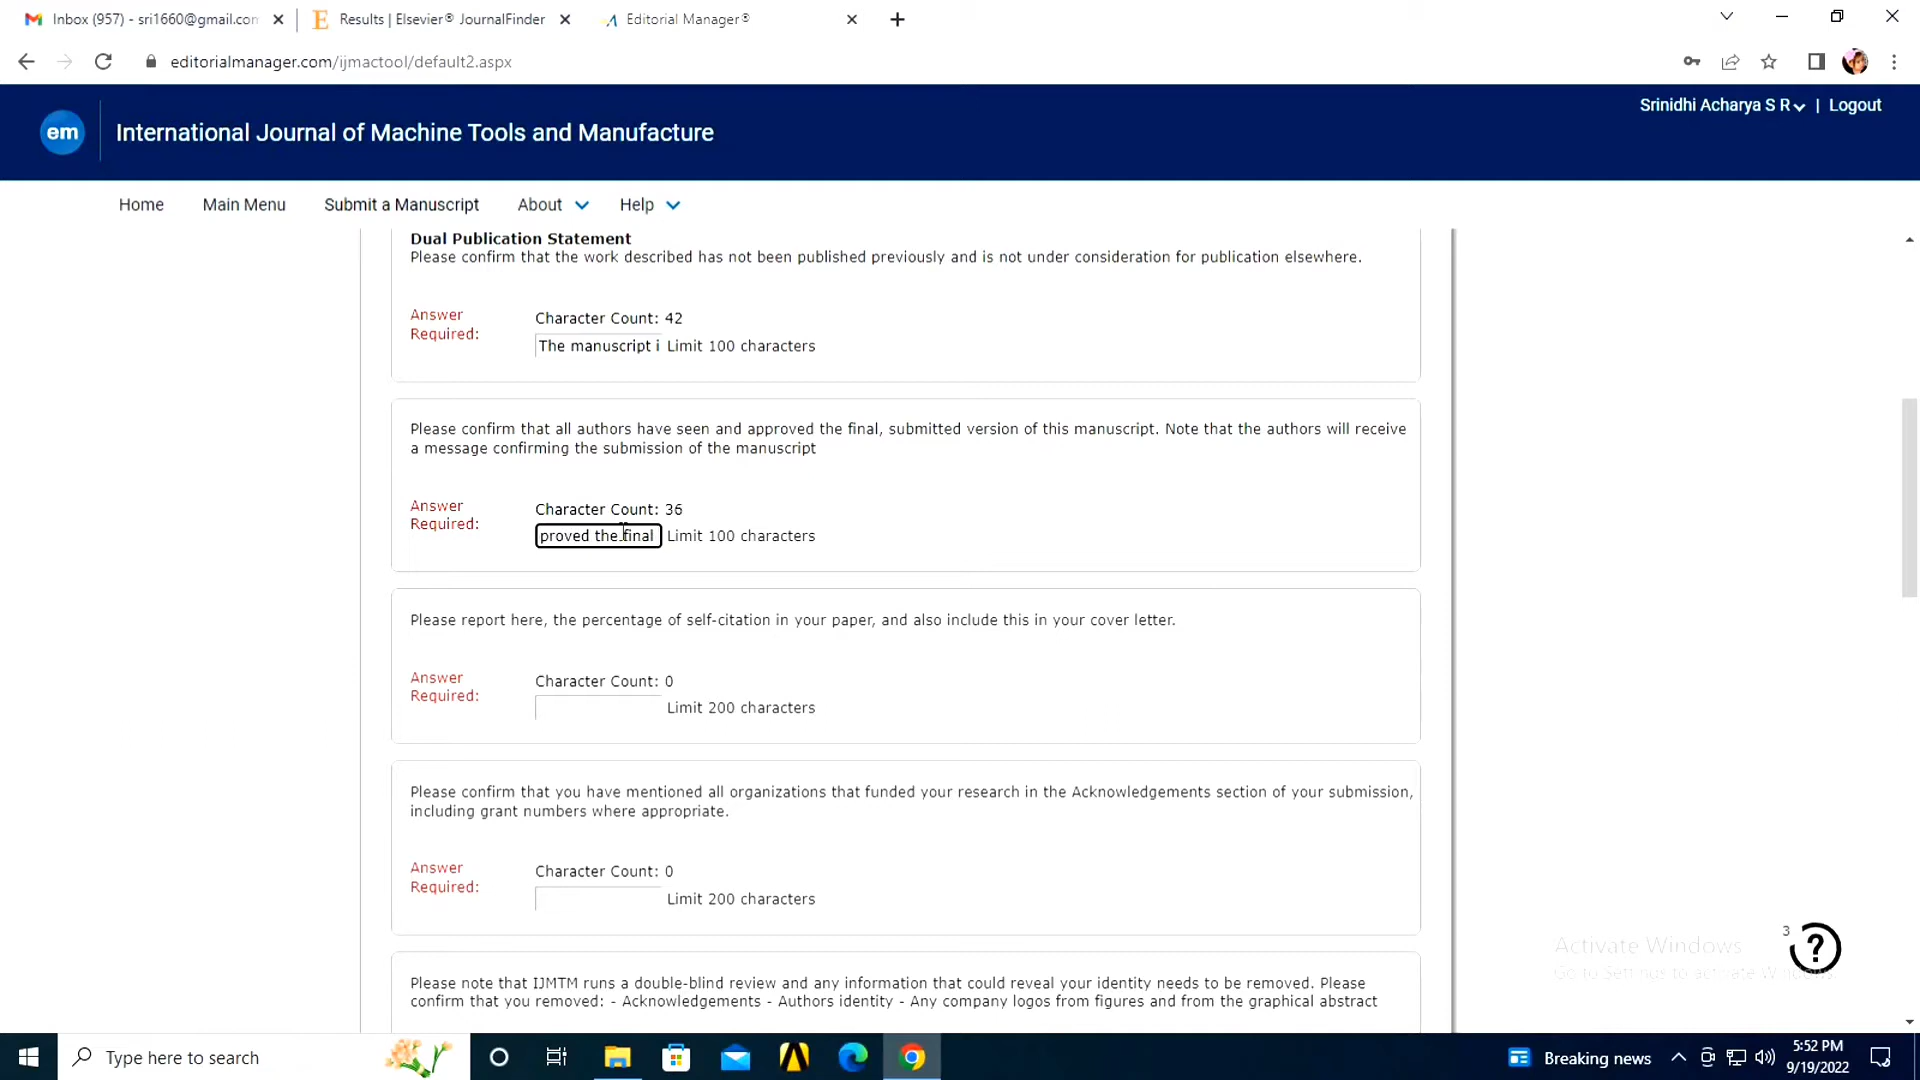 Inbox (957) - sri1660@gmail.con
Results | Elsevier® JournalFinder
Editorial Manager®
editorialmanager.com/ijmactool/default2.aspx
em
International Journal of Machine Tools and Manufacture
Srinidhi Acharya S R | Logout
Home Main Menu Submit a Manuscript About Help
Dual Publication Statement
Please confirm that the work described has not been published previously and is not under consideration for publication elsewhere.
Answer Required:
Character Count: 42
The manuscript i Limit 100 characters
Please confirm that all authors have seen and approved the final, submitted version of this manuscript. Note that the authors will receive
a message confirming the submission of the manuscript
Answer Required:
Character Count: 36
proved the final Limit 100 characters
Please report here, the percentage of self-citation in your paper, and also include this in your cover letter.
Answer Required:
Character Count: 0
Limit 200 characters
Please confirm that you have mentioned all organizations that funded your research in the Acknowledgements section of your submission,
including grant numbers where appropriate.
Answer Required:
Character Count: 0
Limit 200 characters
Please note that IJMTM runs a double-blind review and any information that could reveal your identity needs to be removed. Please
confirm that you removed: - Acknowledgements - Authors identity - Any company logos from figures and from the graphical abstract
3
?
Activate Windows
Go to Settings to activate Windows.
Type here to search
Breaking news
5:52 PM
9/19/2022